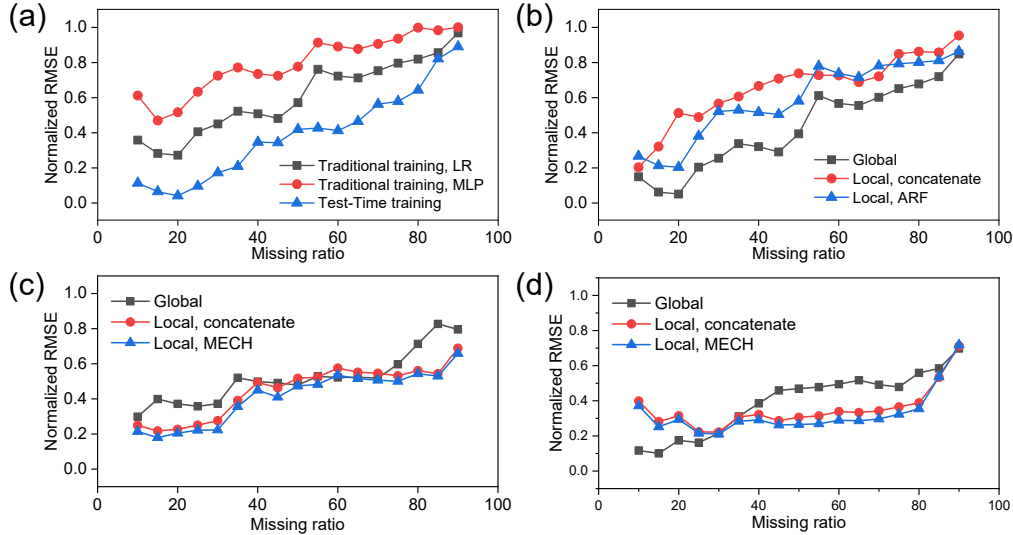 (a)
Normalized RMSE
1.0
0.8
0.6
0.4
0.2
0.0
Traditional training, LR
Traditional training, MLP
Test-Time training
0 20 40 60 80 100
Missing ratio
(b)
Normalized RMSE
1.0
0.8
0.6
0.4
0.2
0.0
Global
Local, concatenate
Local, ARF
0 20 40 60 80 100
Missing ratio
(c)
Normalized RMSE
1.0
0.8
0.6
0.4
0.2
0.0
Global
Local, concatenate
Local, MECH
0 20 40 60 80 100
Missing ratio
(d)
Normalized RMSE
1.0
0.8
0.6
0.4
0.2
0.0
Global
Local, concatenate
Local, MECH
0 20 40 60 80 100
Missing ratio